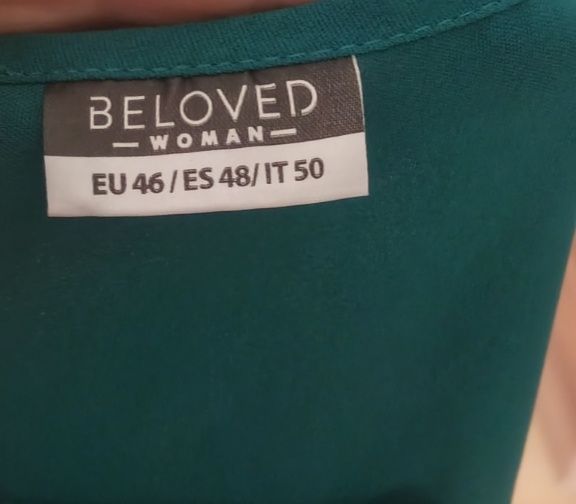 BELOVED
—WOMAN—
EU 46 / ES 48/ IT 50